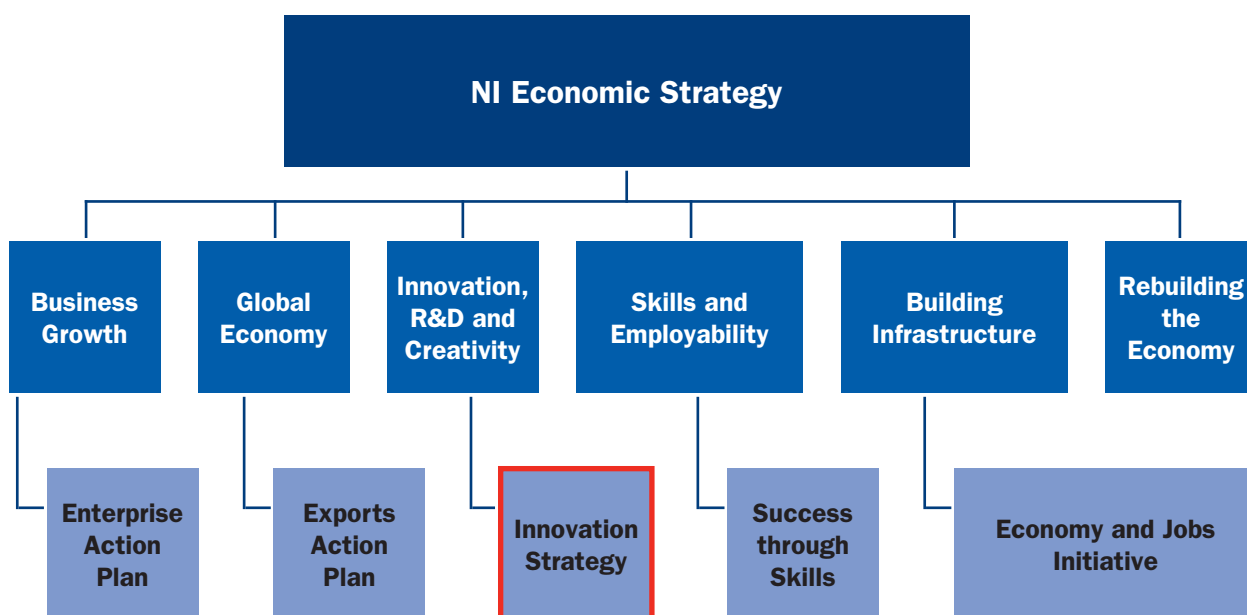 NI Economic Strategy
Business
Growth
Global
Economy
Innovation,
R&D and
Creativity
Skills and
Employability
Building
Infrastructure
Rebuilding
the
Economy
Enterprise
Action
Plan
Exports
Action
Plan
Innovation
Strategy
Success
through
Skills
Economy and Jobs
Initiative